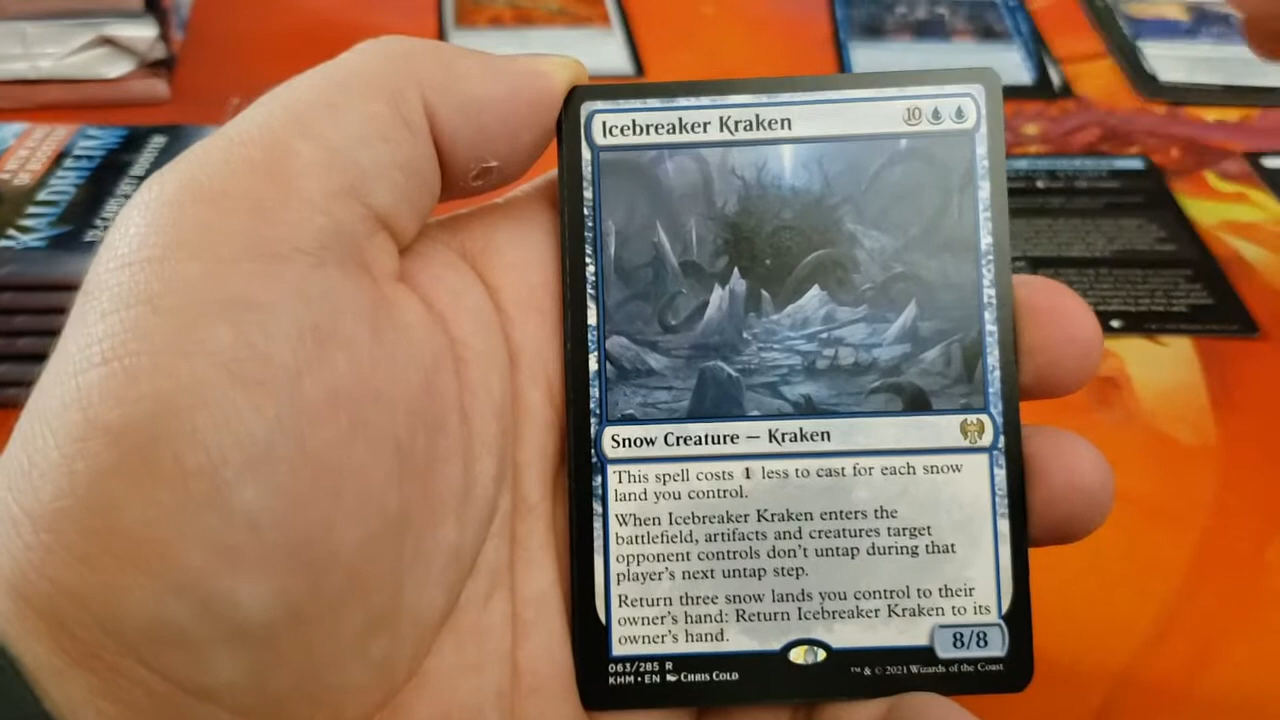 Icebreaker Kraken 10
Snow Creature — Kraken
This spell costs 1 less to cast for each snow
land you control.
When Icebreaker Kraken enters the
battlefield, artifacts and creatures target
opponent controls don't untap during that
player's next untap step.
Return three snow lands you control to their
owner's hand: Return Icebreaker Kraken to its
owner's hand.
8/8
063/285 R
KHM • EN Chris Cold
™ & © 2021 Wizards of the Coast
KALDHEIM